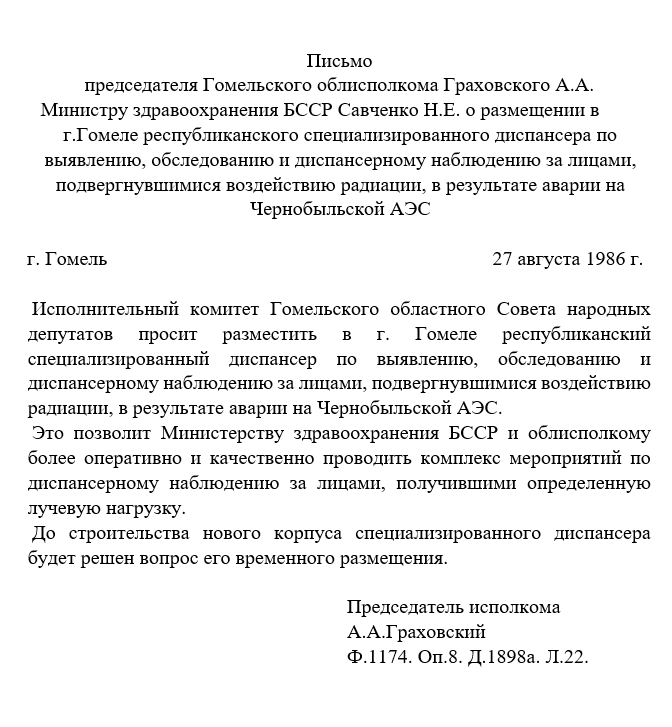 Письмо
председателя Гомельского облисполкома Граховского А.А.
Министру здравоохранения БССР Савченко Н.Е. о размещении в
г.Гомеле республиканского специализированного диспансера по
выявлению, обследованию и диспансерному наблюдению за лицами,
подвергнувшимися воздействию радиации, в результате аварии на
Чернобыльской АЭС
г. Гомель 27 августа 1986 г.
Исполнительный комитет Гомельского областного Совета народных
депутатов просит разместить в г. Гомеле республиканский
специализированный диспансер по выявлению, обследованию и
диспансерному наблюдению за лицами, подвергнувшимися воздействию
радиации, в результате аварии на Чернобыльской АЭС.
Это позволит Министерству здравоохранения БССР и облисполкому
более оперативно и качественно проводить комплекс мероприятий по
диспансерному наблюдению за лицами, получившими определенную
лучевую нагрузку.
До строительства нового корпуса специализированного диспансера
будет решен вопрос его временного размещения.
Председатель исполкома
А.А.Граховский
Ф.1174. Оп.8. Д.1898а. Л.22.